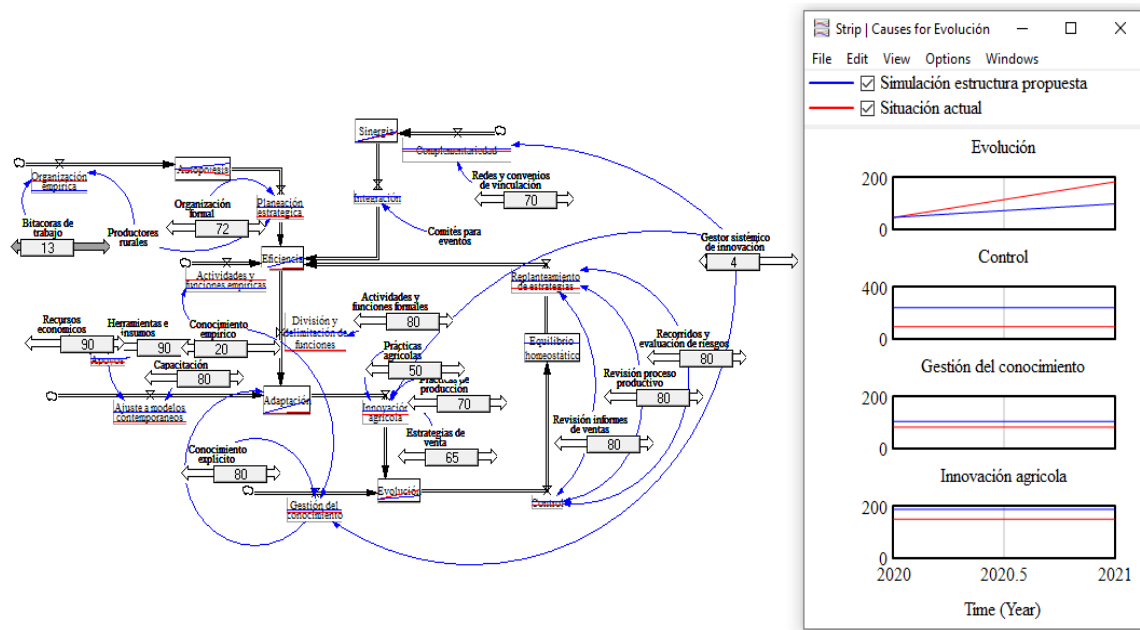 Sinergia
Complementariedad
Autopoiesis
Organización
empírica
Planeación
estratégica
Integración
Redes y convenios
de vinculación
70
Organización
formal
72
Bitacoras de
trabajo
13
Productores
rurales
Comités para
eventos
Gestor sistémico
de innovación
4
Eficiencia
Actividades y
funciones empíricas
Replanteamiento
de estrategias
Actividades y
funciones formales
80
División y
delimitación de
funciones
Recursos
económicos
90
Herramientas e
insumos
90
Conocimiento
empírico
20
Apoyos
Equilibrio
homeostático
Recorridos y
evaluación de riesgos
80
Prácticas
agrícolas
50
Capacitación
80
Revisión proceso
productivo
80
Prácticas de
producción
70
Adaptación
Ajuste a modelos
contemporaneos
Innovación
agrícola
Revisión informes
de ventas
80
Estrategias de
venta
65
Conocimiento
explícito
80
Evolución
Gestión del
conocimiento
Control
Strip | Causes for Evolución
File Edit View Options Windows
Simulación estructura propuesta
Situación actual
Evolución
200
0
Control
400
0
Gestión del conocimiento
200
0
Innovación agrícola
200
0
2020 2020.5 2021
Time (Year)